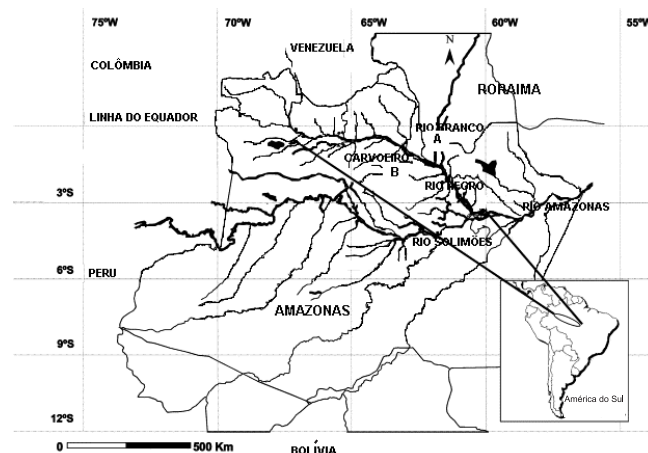 75°W
70°W
65°W
60°W
55°W
VENEZUELA
N
COLÔMBIA
RORAIMA
LINHA DO EQUADOR
RIO BRANCO
A
CARVOEIRO
B
RIO NEGRO
3°S
RIO AMAZONAS
RIO SOLIMÕES
PERU
6°S
AMAZONAS
9°S
América do Sul
12°S
0 500 Km
BOLÍVIA